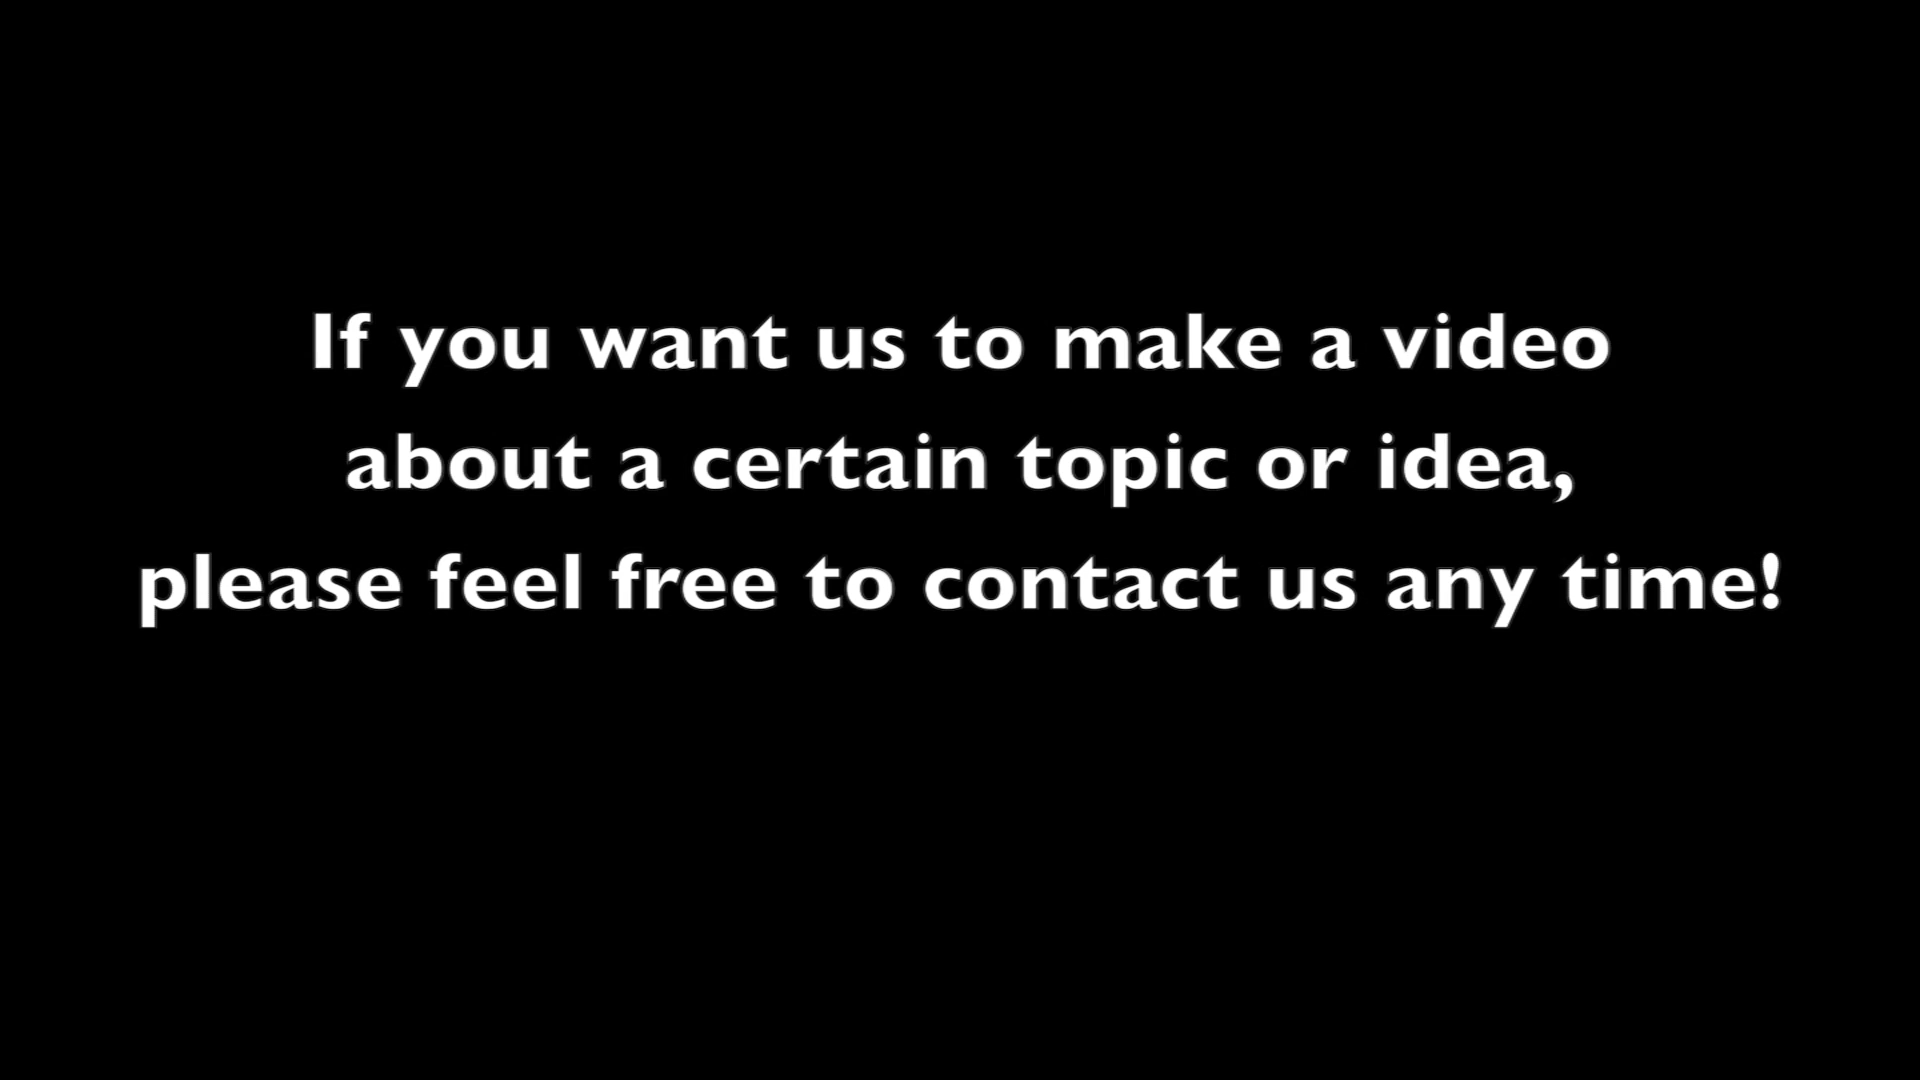 If you want us to make a video
about a certain topic or idea,
please feel free to contact us any time!